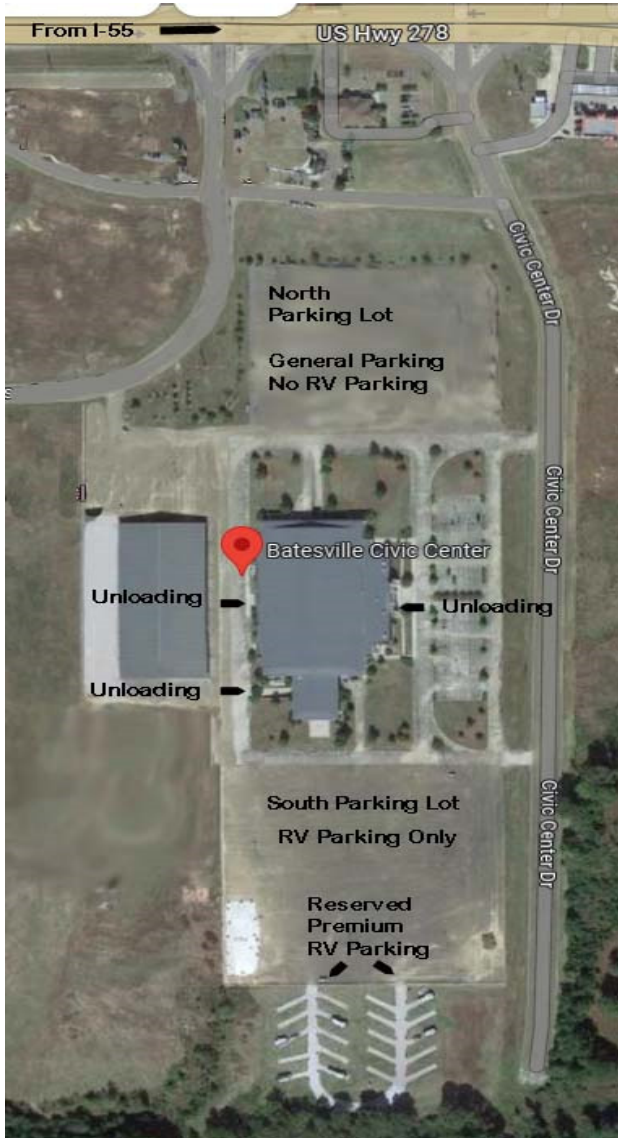 From I-55
US Hwy 278
Civic Center Dr
North
Parking Lot
General Parking
No RV Parking
s
Civic Center Dr
Batesville Civic Center
Unloading
Unloading
Unloading
South Parking Lot
RV Parking Only
Civic Center Dr
Reserved
Premium
RV Parking